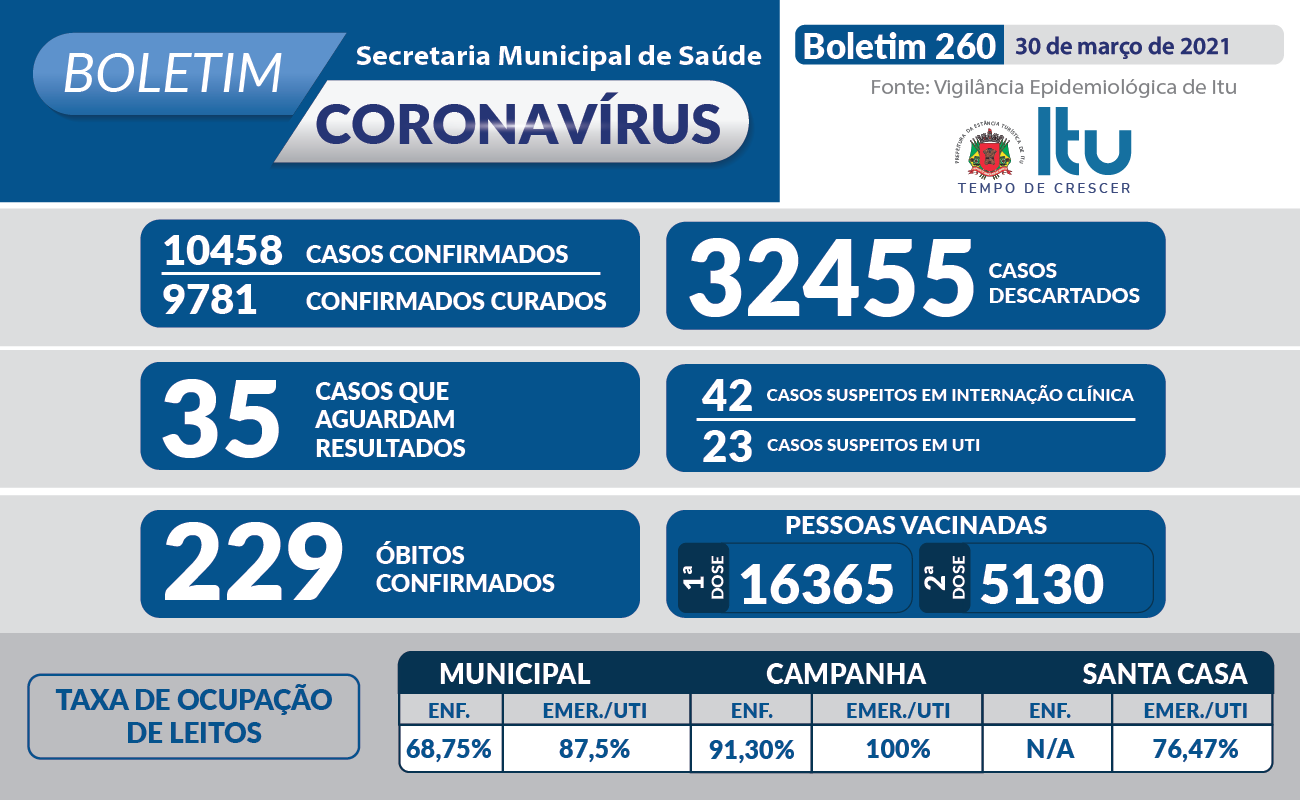 BOLETIM
Secretaria Municipal de Saúde
CORONAVÍRUS
Boletim 260 30 de março de 2021
Fonte: Vigilância Epidemiológica de Itu
PREFEITURA DA ESTÂNCIA TURÍSTICA DE ITU
Itu
TEMPO DE CRESCER
10458 CASOS CONFIRMADOS
9781 CONFIRMADOS CURADOS
32455 CASOS
DESCARTADOS
35 CASOS QUE
AGUARDAM
RESULTADOS
42 CASOS SUSPEITOS EM INTERNAÇÃO CLÍNICA
23 CASOS SUSPEITOS EM UTI
229 ÓBITOS
CONFIRMADOS
PESSOAS VACINADAS
1ª DOSE 16365 2ª DOSE 5130
TAXA DE OCUPAÇÃO
DE LEITOS
MUNICIPAL CAMPANHA SANTA CASA
ENF. EMER./UTI ENF. EMER./UTI ENF. EMER./UTI
68,75% 87,5% 91,30% 100% N/A 76,47%